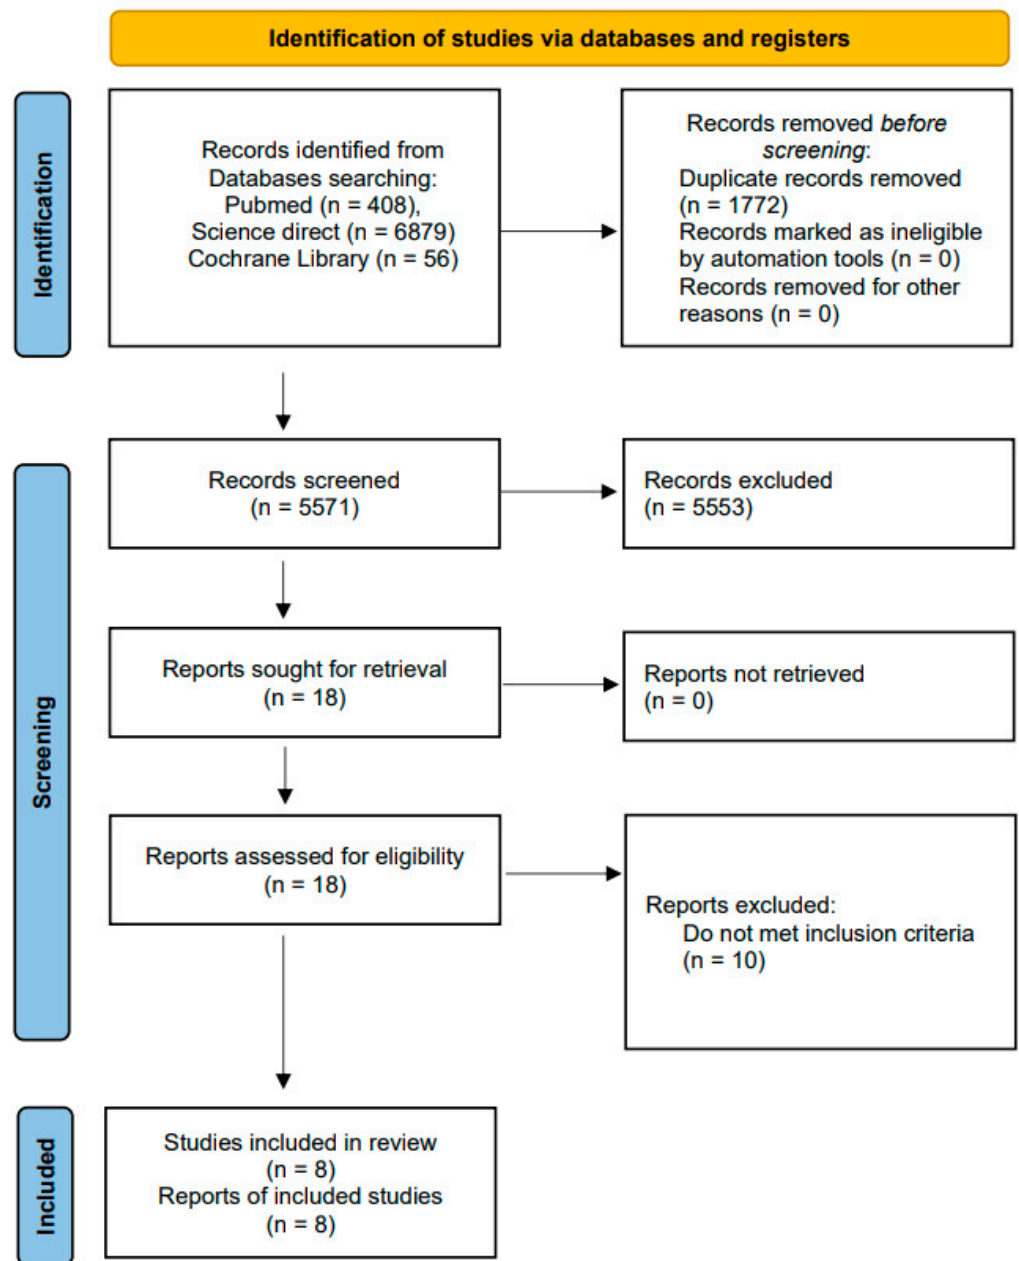 Identification of studies via databases and registers
Identification
Records identified from
Databases searching:
Pubmed (n = 408),
Science direct (n = 6879)
Cochrane Library (n = 56)
Records removed before
screening:
Duplicate records removed
(n = 1772)
Records marked as ineligible
by automation tools (n = 0)
Records removed for other
reasons (n = 0)
Screening
Records screened
(n = 5571)
Records excluded
(n = 5553)
Reports sought for retrieval
(n = 18)
Reports not retrieved
(n = 0)
Reports assessed for eligibility
(n = 18)
Reports excluded:
Do not met inclusion criteria
(n = 10)
Included
Studies included in review
(n = 8)
Reports of included studies
(n = 8)